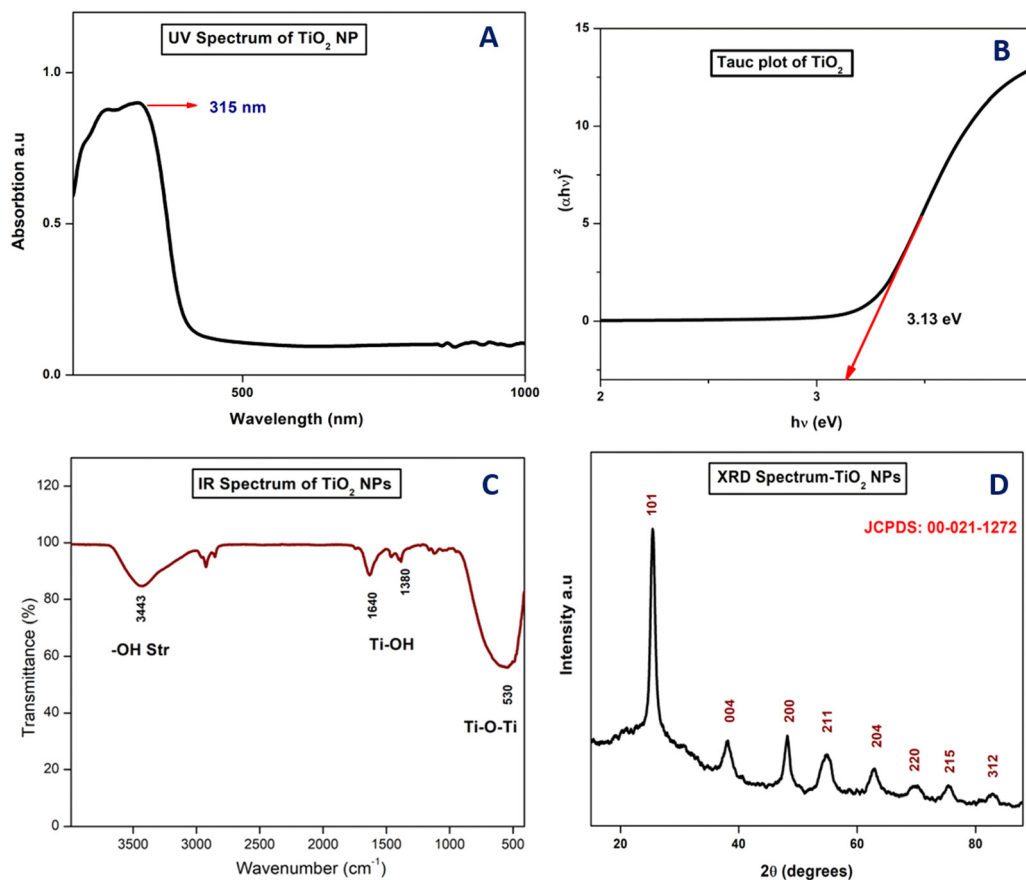 UV Spectrum of TiO2 NP
A
1.0
315 nm
0.5
0.0
Absorbtion a.u
500
1000
Wavelength (nm)
B
Tauc plot of TiO2
15
10
5
0
(αhν)2
3.13 eV
2
3
hν (eV)
IR Spectrum of TiO2 NPs
C
120
100
80
60
40
20
0
Transmittance (%)
3443
-OH Str
1640
1380
Ti-OH
530
Ti-O-Ti
3500
3000
2500
2000
1500
1000
500
Wavenumber (cm-1)
XRD Spectrum-TiO2 NPs
D
JCPDS: 00-021-1272
Intensity a.u
101
004
200
211
204
220
215
312
20
40
60
80
2θ (degrees)